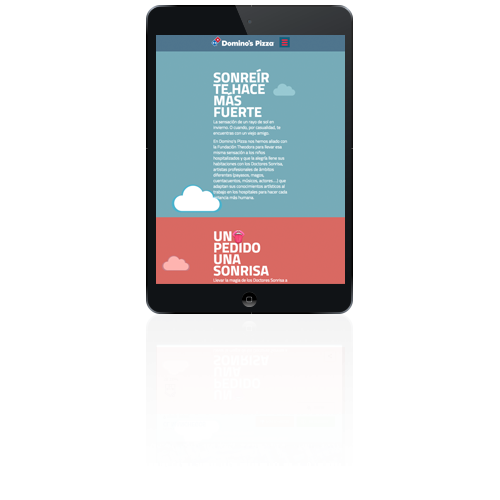 Domino's Pizza
SONREÍR
TE HACE
MÁS
FUERTE
La sensación de un rayo de sol en
invierno. O cuando, por casualidad, te
encuentras con un viejo amigo.
En Domino's Pizza nos hemos aliado con
la Fundación Theodora para llevar esa
misma sensación a los niños
hospitalizados y que la alegría llene sus
habitaciones con los Doctores Sonrisa,
artistas profesionales de ámbitos
diferentes (payasos, magos,
cuentacuentos, músicos, actores...) que
adaptan sus conocimientos artísticos al
trabajo en los hospitales para hacer cada
más humana.
UN
PEDIDO
UNA
SONRISA
Llevar la magia de los Doctores Sonrisa a